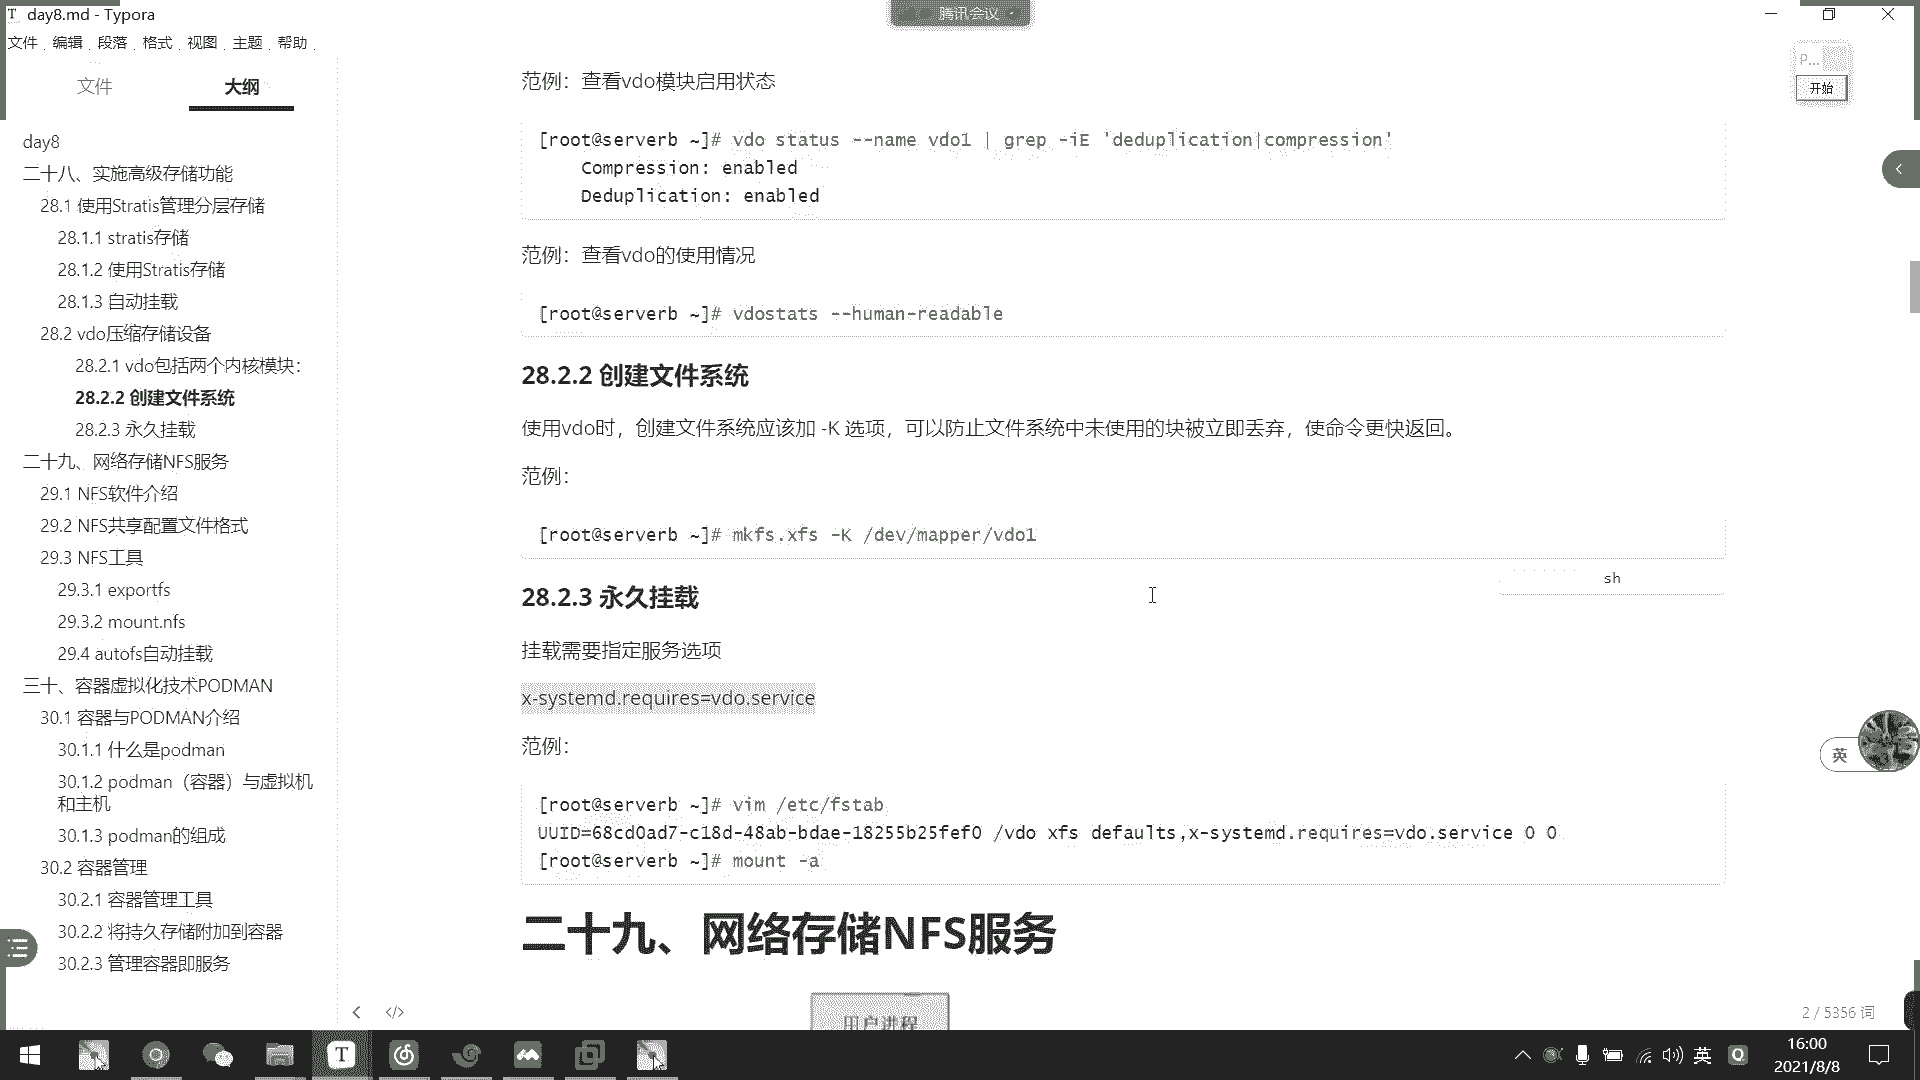 day8.md - Typora
腾讯会议
文件 编辑 段落 格式 视图 主题 帮助
P...
开始
文件 大纲
day8
二十八、实施高级存储功能
28.1 使用Stratis管理分层存储
28.1.1 stratis存储
28.1.2 使用Stratis存储
28.1.3 自动挂载
28.2 vdo压缩存储设备
28.2.1 vdo包括两个内核模块：
28.2.2 创建文件系统
28.2.3 永久挂载
二十九、网络存储NFS服务
29.1 NFS软件介绍
29.2 NFS共享配置文件格式
29.3 NFS工具
29.3.1 exportfs
29.3.2 mount.nfs
29.4 autofs自动挂载
三十、容器虚拟化技术PODMAN
30.1 容器与PODMAN介绍
30.1.1 什么是podman
30.1.2 podman（容器）与虚拟机
和主机
30.1.3 podman的组成
30.2 容器管理
30.2.1 容器管理工具
30.2.2 将持久存储附加到容器
30.2.3 管理容器即服务
范例：查看vdo模块启用状态
[root@serverb ~]# vdo status --name vdo1 | grep -iE 'deduplication|compression'
Compression: enabled
Deduplication: enabled
范例：查看vdo的使用情况
[root@serverb ~]# vdostats --human-readable
28.2.2 创建文件系统
使用vdo时，创建文件系统应该加 -K 选项，可以防止文件系统中未使用的块被立即丢弃，使命令更快返回。
范例：
[root@serverb ~]# mkfs.xfs -K /dev/mapper/vdo1
sh
28.2.3 永久挂载
挂载需要指定服务选项
x-systemd.requires=vdo.service
范例：
[root@serverb ~]# vim /etc/fstab
UUID=68cd0ad7-c18d-48ab-bdae-18255b25fef0 /vdo xfs defaults,x-systemd.requires=vdo.service 0 0
[root@serverb ~]# mount -a
二十九、网络存储NFS服务
用户进程
英
2 / 5356 词
英
16:00
2021/8/8